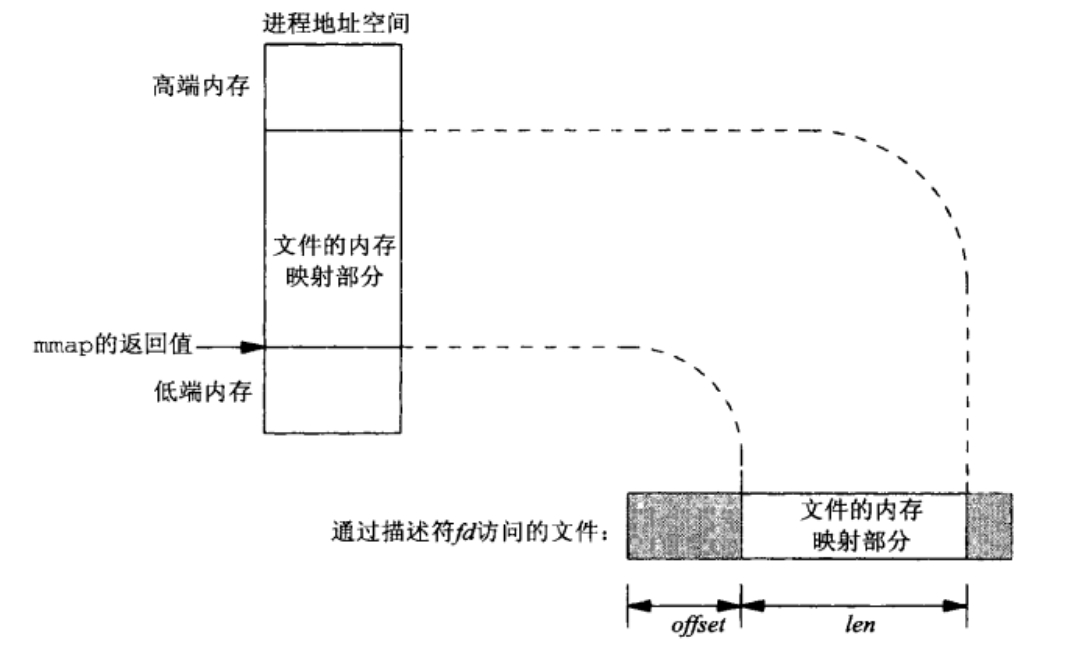 进程地址空间
高端内存
文件的内存
映射部分
mmap的返回值
低端内存
通过描述符fd访问的文件：
文件的内存
映射部分
offset
len